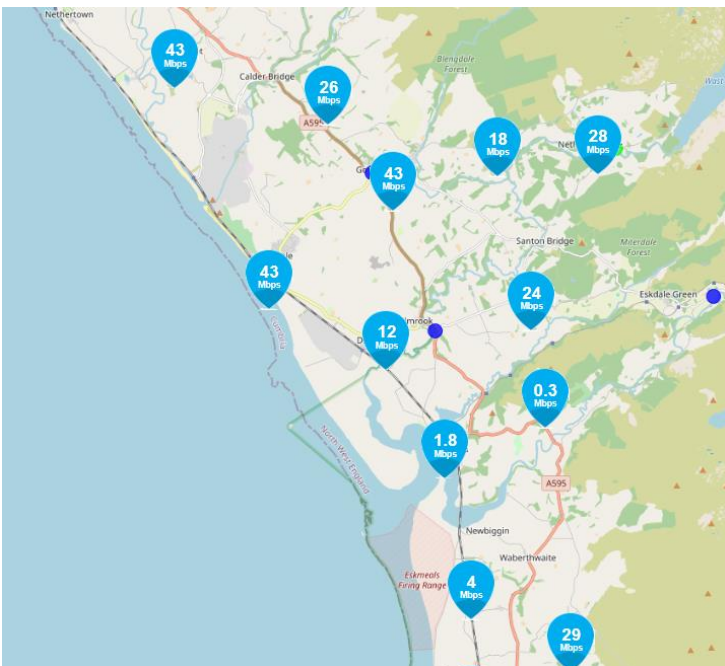 Nethertown
43
Mbps
Calder Bridge
26
Mbps
A595
Blengdale
Forest
18
Mbps
28
Mbps
43
Mbps
Santon Bridge
Miterdale
Forest
43
Mbps
24
Mbps
Eskdale Green
12
Mbps
Cumbria
North West England
0.3
Mbps
1.8
Mbps
A595
Newbiggin
Waberthwaite
Eskmeals
Firing Range
4
Mbps
29
Mbps